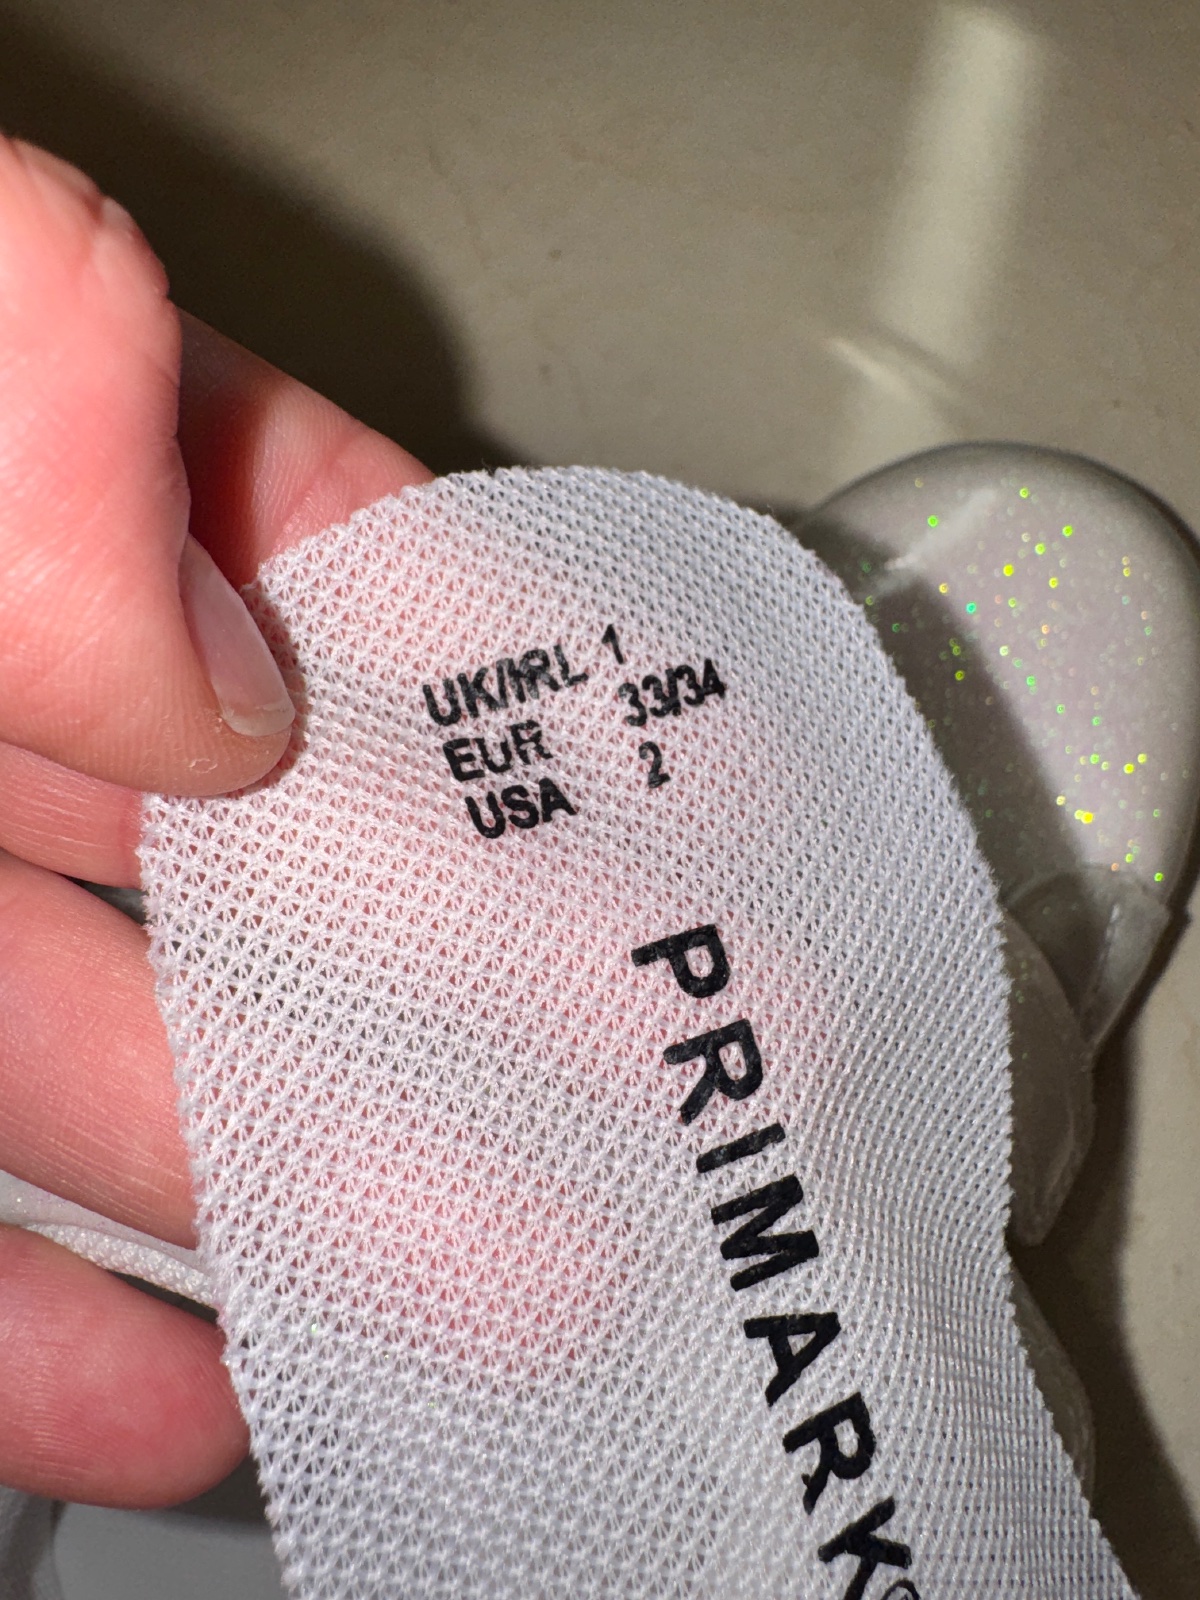 UK/IRL 1
EUR 33/34
USA 2
PRIMARK®